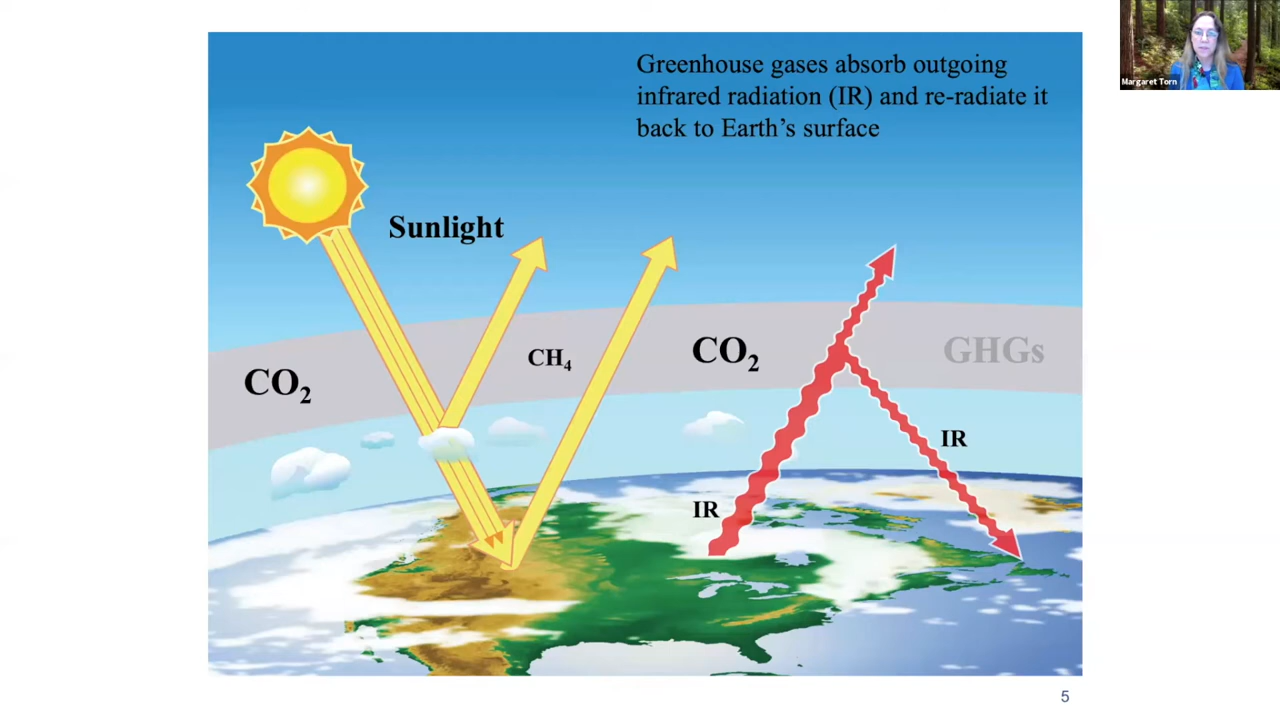 Greenhouse gases absorb outgoing
infrared radiation (IR) and re-radiate it
back to Earth's surface
Margaret Torn
Sunlight
CO₂
CH₄
CO₂
GHGs
IR
IR
5